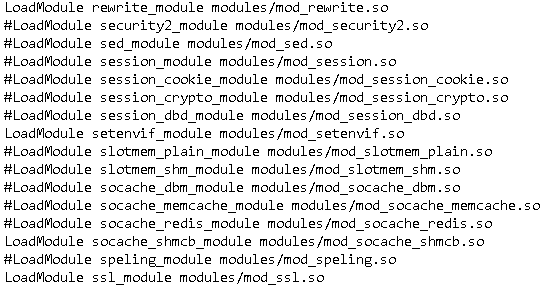 LoadModule rewrite_module modules/mod_rewrite.so
#LoadModule security2_module modules/mod_security2.so
#LoadModule sed_module modules/mod_sed.so
#LoadModule session_module modules/mod_session.so
#LoadModule session_cookie_module modules/mod_session_cookie.so
#LoadModule session_crypto_module modules/mod_session_crypto.so
#LoadModule session_dbd_module modules/mod_session_dbd.so
LoadModule setenvif_module modules/mod_setenvif.so
#LoadModule slotmem_plain_module modules/mod_slotmem_plain.so
#LoadModule slotmem_shm_module modules/mod_slotmem_shm.so
#LoadModule socache_dbm_module modules/mod_socache_dbm.so
#LoadModule socache_memcache_module modules/mod_socache_memcache.so
#LoadModule socache_redis_module modules/mod_socache_redis.so
LoadModule socache_shmcb_module modules/mod_socache_shmcb.so
#LoadModule speling_module modules/mod_speling.so
LoadModule ssl_module modules/mod_ssl.so